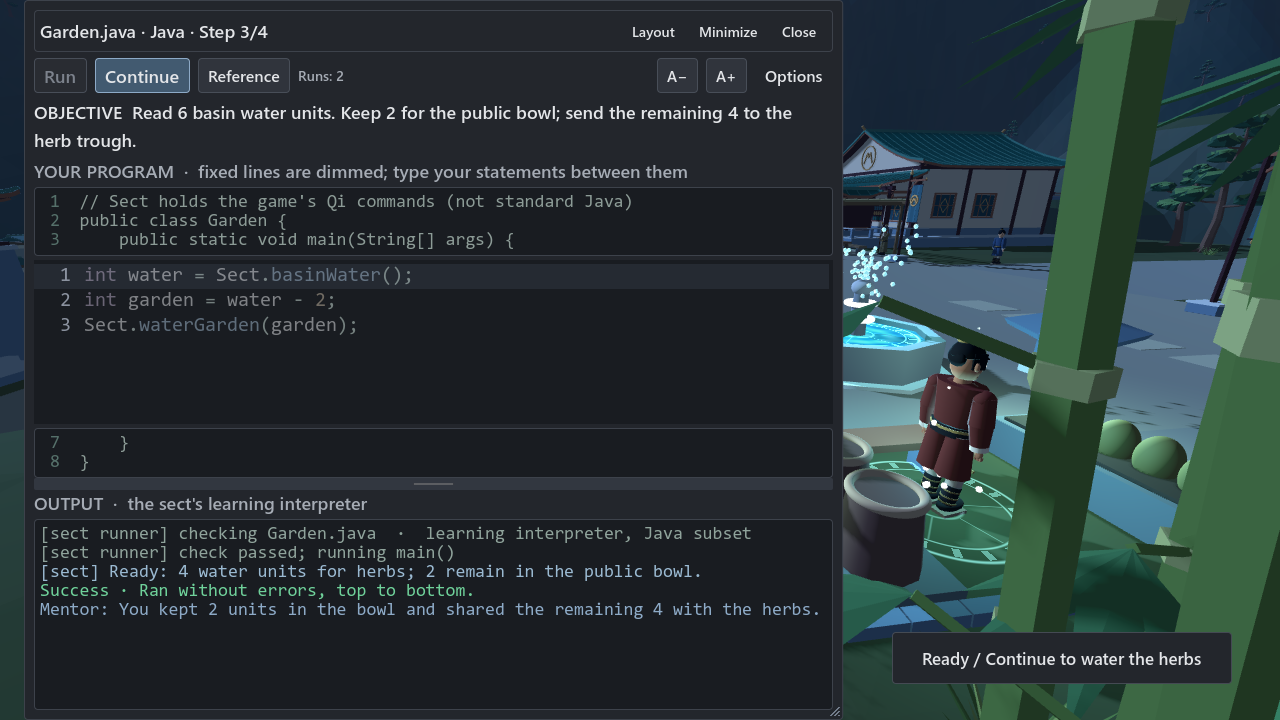 Garden.java · Java · Step 3/4
Layout Minimize Close
Run Continue Reference Runs: 2 A− A+ Options
OBJECTIVE Read 6 basin water units. Keep 2 for the public bowl; send the remaining 4 to the
herb trough.
YOUR PROGRAM · fixed lines are dimmed; type your statements between them
1 // Sect holds the game's Qi commands (not standard Java)
2 public class Garden {
3 public static void main(String[] args) {
1 int water = Sect.basinWater();
2 int garden = water - 2;
3 Sect.waterGarden(garden);
7 }
8 }
OUTPUT · the sect's learning interpreter
[sect runner] checking Garden.java · learning interpreter, Java subset
[sect runner] check passed; running main()
[sect] Ready: 4 water units for herbs; 2 remain in the public bowl.
Success · Ran without errors, top to bottom.
Mentor: You kept 2 units in the bowl and shared the remaining 4 with the herbs.
Ready / Continue to water the herbs